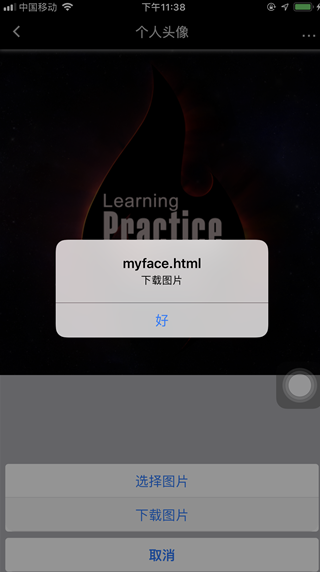 中国移动 下午11:38
个人头像
Learning
Practice
myface.html
下载图片
好
选择图片
下载图片
取消